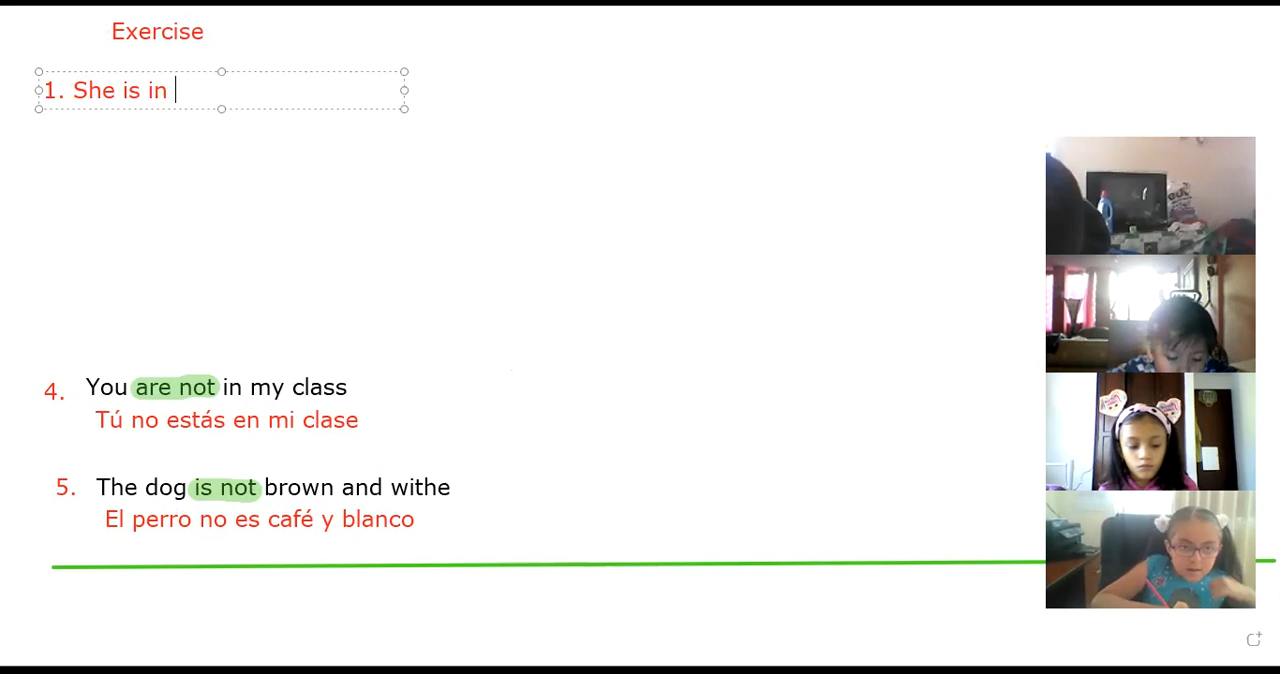 Exercise
1. She is in
4. You are not in my class
Tú no estás en mi clase
5. The dog is not brown and withe
El perro no es café y blanco